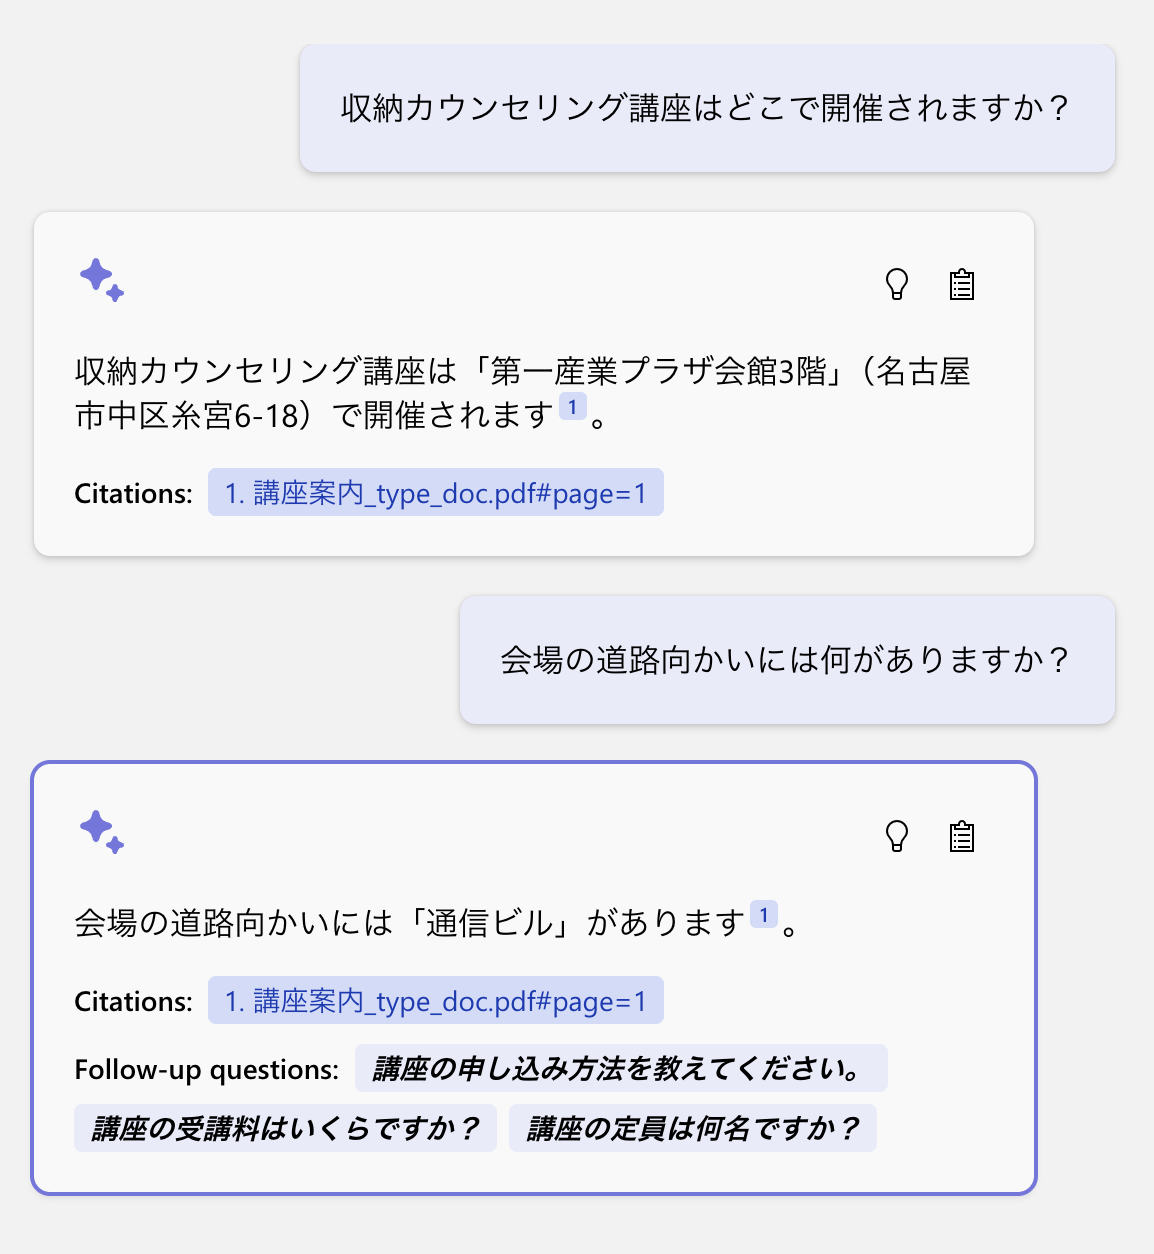 収納カウンセリング講座はどこで開催されますか？
収納カウンセリング講座は「第一産業プラザ会館3階」（名古屋
市中区糸宮6-18）で開催されます 1 。
Citations: 1. 講座案内_type_doc.pdf#page=1
会場の道路向かいには何がありますか？
会場の道路向かいには「通信ビル」があります 1 。
Citations: 1. 講座案内_type_doc.pdf#page=1
Follow-up questions: 講座の申し込み方法を教えてください。
講座の受講料はいくらですか？ 講座の定員は何名ですか？